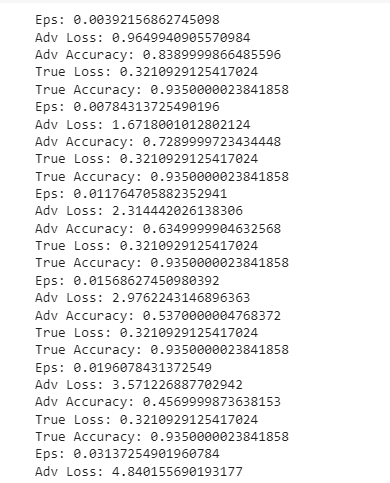 Eps: 0.00392156862745098
Adv Loss: 0.9649940905570984
Adv Accuracy: 0.8389999866485596
True Loss: 0.3210929125417024
True Accuracy: 0.9350000023841858
Eps: 0.00784313725490196
Adv Loss: 1.6718001012802124
Adv Accuracy: 0.7289999723434448
True Loss: 0.3210929125417024
True Accuracy: 0.9350000023841858
Eps: 0.011764705882352941
Adv Loss: 2.314442026138306
Adv Accuracy: 0.6349999904632568
True Loss: 0.3210929125417024
True Accuracy: 0.9350000023841858
Eps: 0.01568627450980392
Adv Loss: 2.9762243146896363
Adv Accuracy: 0.5370000004768372
True Loss: 0.3210929125417024
True Accuracy: 0.9350000023841858
Eps: 0.0196078431372549
Adv Loss: 3.571226887702942
Adv Accuracy: 0.4569999873638153
True Loss: 0.3210929125417024
True Accuracy: 0.9350000023841858
Eps: 0.03137254901960784
Adv Loss: 4.840155690193177